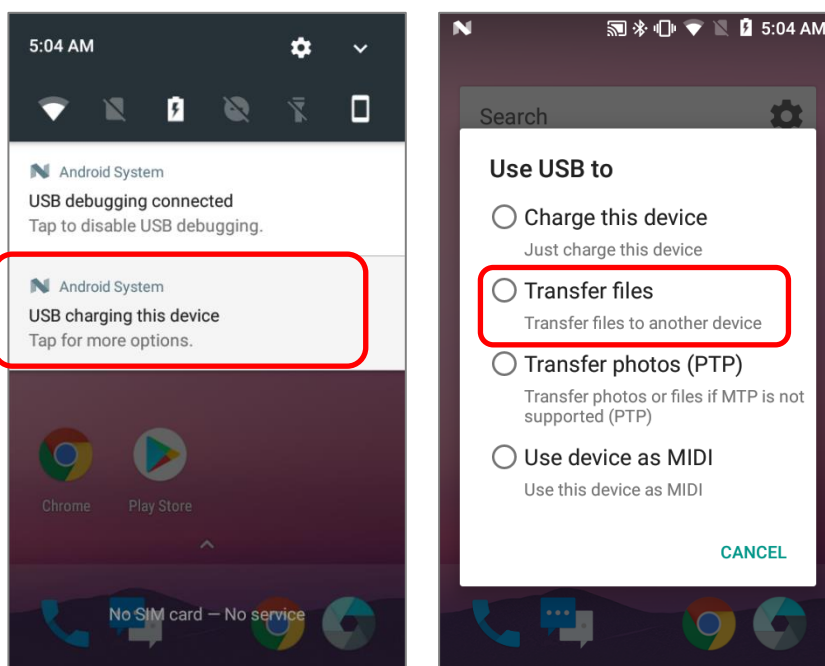 5:04 AM
Android System
USB debugging connected
Tap to disable USB debugging.
Android System
USB charging this device
Tap for more options.
Chrome
Play Store
No SIM card — No service
5:04 AM
Search
Use USB to
Charge this device
Just charge this device
Transfer files
Transfer files to another device
Transfer photos (PTP)
Transfer photos or files if MTP is not
supported (PTP)
Use device as MIDI
Use this device as MIDI
CANCEL